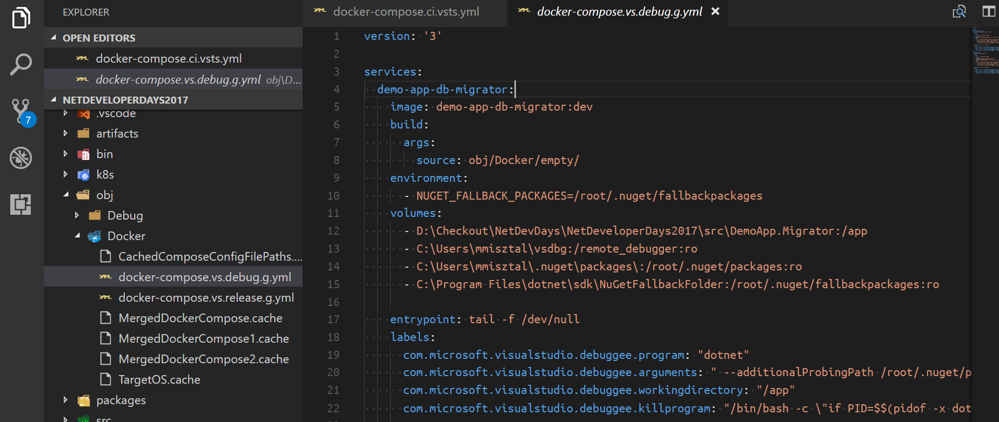 EXPLORER
OPEN EDITORS
YAML docker-compose.ci.vsts.yml
YAML docker-compose.vs.debug.g.yml obj\D...
NETDEVELOPERDAYS2017
.vscode
artifacts
bin
k8s
obj
Debug
Docker
CachedComposeConfigFilePaths....
YAML docker-compose.vs.debug.g.yml
YAML docker-compose.vs.release.g.yml
MergedDockerCompose.cache
MergedDockerCompose1.cache
MergedDockerCompose2.cache
TargetOS.cache
packages
src
7
YAML docker-compose.ci.vsts.yml
YAML docker-compose.vs.debug.g.yml
1 version: '3'
2
3 services:
4 demo-app-db-migrator:
5 image: demo-app-db-migrator:dev
6 build:
7 args:
8 source: obj/Docker/empty/
9 environment:
10 - NUGET_FALLBACK_PACKAGES=/root/.nuget/fallbackpackages
11 volumes:
12 - D:\Checkout\NetDevDays\NetDeveloperDays2017\src\DemoApp.Migrator:/app
13 - C:\Users\mmisztal\vsdbg:/remote_debugger:ro
14 - C:\Users\mmisztal\.nuget\packages\:/root/.nuget/packages:ro
15 - C:\Program Files\dotnet\sdk\NuGetFallbackFolder:/root/.nuget/fallbackpackages:ro
16
17 entrypoint: tail -f /dev/null
18 labels:
19 com.microsoft.visualstudio.debuggee.program: "dotnet"
20 com.microsoft.visualstudio.debuggee.arguments: " --additionalProbingPath /root/.nuget/p
21 com.microsoft.visualstudio.debuggee.workingdirectory: "/app"
22 com.microsoft.visualstudio.debuggee.killprogram: "/bin/bash -c \"if PID=$$(pidof -x dot